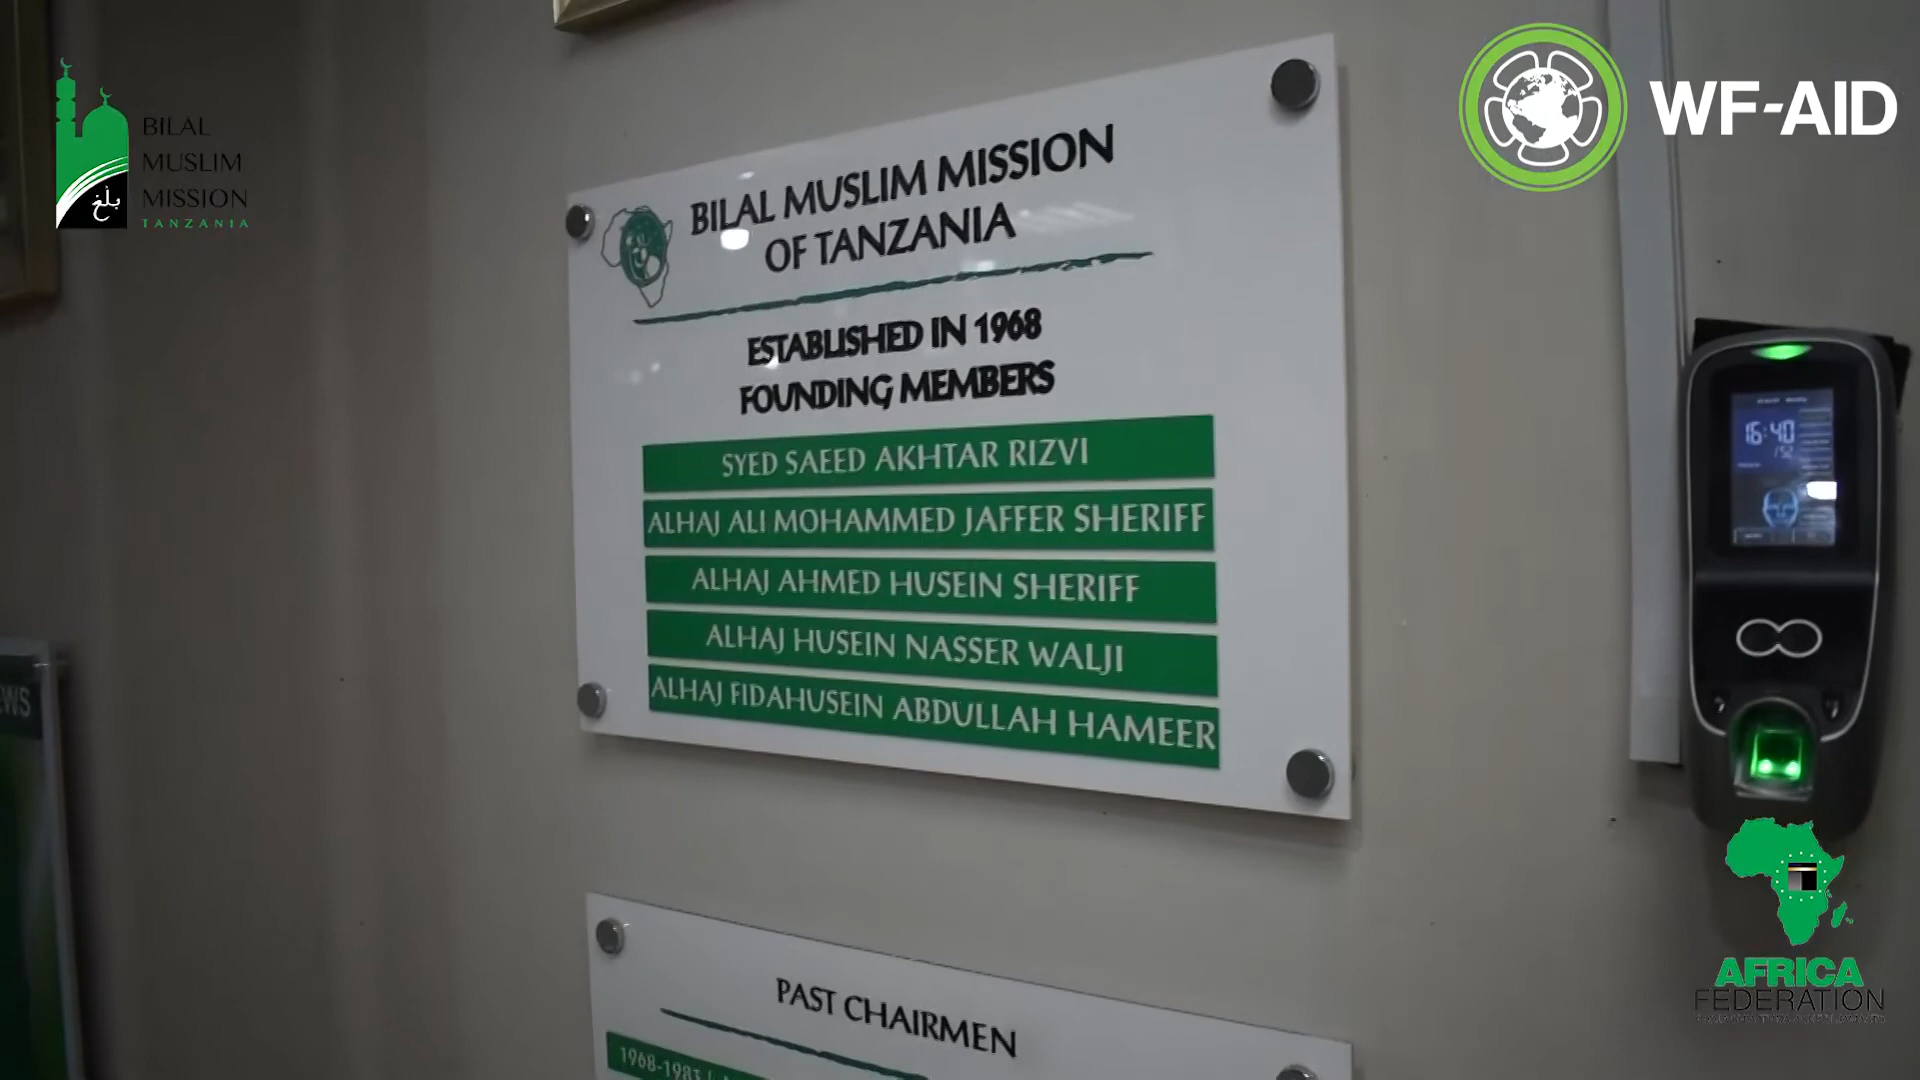 BILAL
MUSLIM
MISSION
TANZANIA
بلغ
WF-AID
BILAL MUSLIM MISSION
OF TANZANIA
ESTABLISHED IN 1968
FOUNDING MEMBERS
SYED SAEED AKHTAR RIZVI
ALHAJ ALI MOHAMMED JAFFER SHERIFF
ALHAJ AHMED HUSEIN SHERIFF
ALHAJ HUSEIN NASSER WALJI
ALHAJ FIDAHUSEIN ABDULLAH HAMEER
16:40
PAST CHAIRMEN
AFRICA
FEDERATION